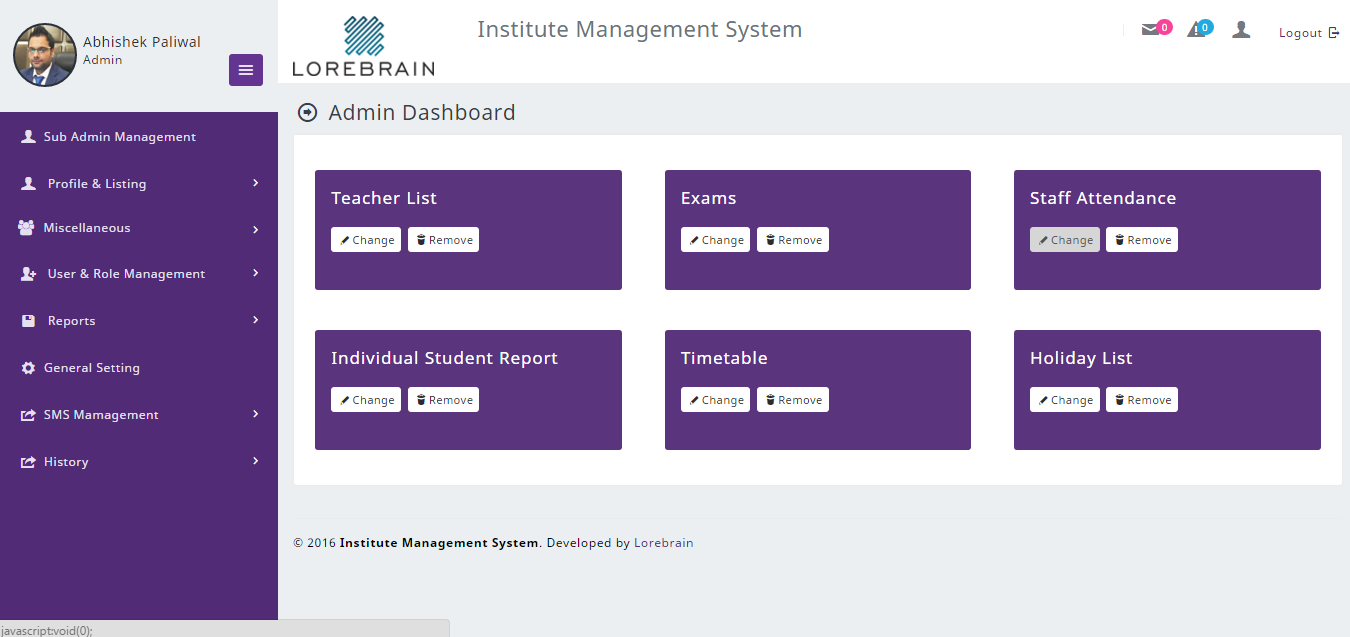 Abhishek Paliwal
Admin
LOREBRAIN
Institute Management System
0
0
Logout
Sub Admin Management
Profile & Listing
Miscellaneous
User & Role Management
Reports
General Setting
SMS Mamagement
History
Admin Dashboard
Teacher List
Change Remove
Exams
Change Remove
Staff Attendance
Change Remove
Individual Student Report
Change Remove
Timetable
Change Remove
Holiday List
Change Remove
© 2016 Institute Management System. Developed by Lorebrain
javascript:void(0);